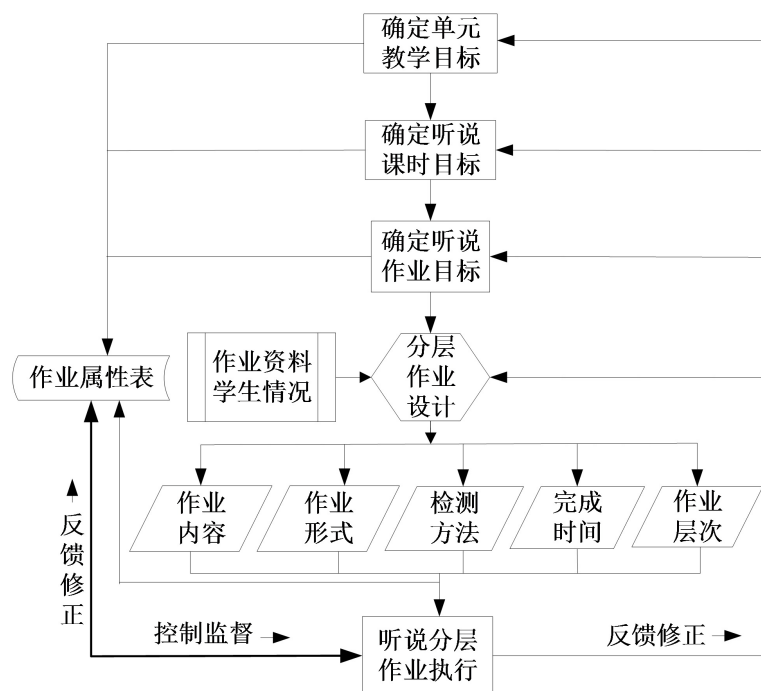 确定单元
教学目标
确定听说
课时目标
确定听说
作业目标
作业属性表
作业资料
学生情况
分层
作业
设计
作业
内容
作业
形式
检测
方法
完成
时间
作业
层次
反馈修正
控制监督
听说分层
作业执行
反馈修正